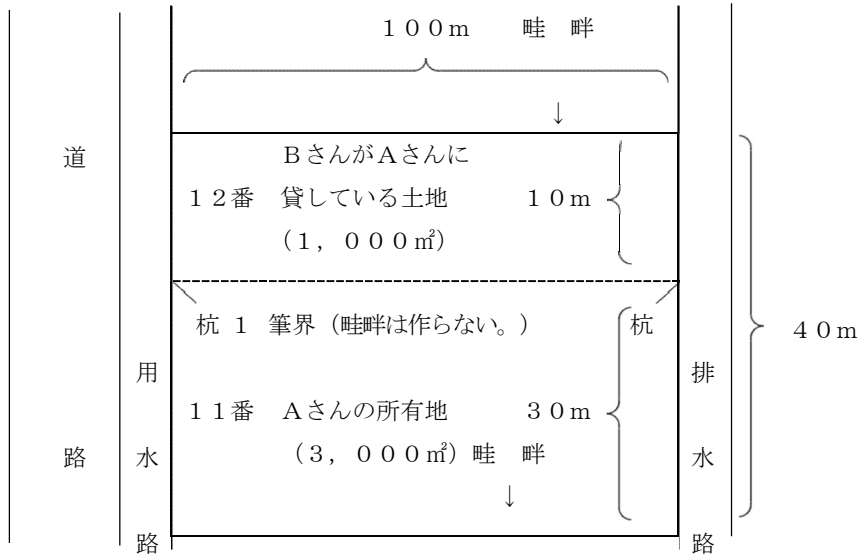 100m 畦 畔
↓
道
BさんがAさんに
12番 貸している土地 10m
(1,000㎡)
杭 1 筆界(畦畔は作らない。) 杭
40m
用 排
11番 Aさんの所有地 30m
路 水 (3,000㎡)畦 畔 水
↓
路 路